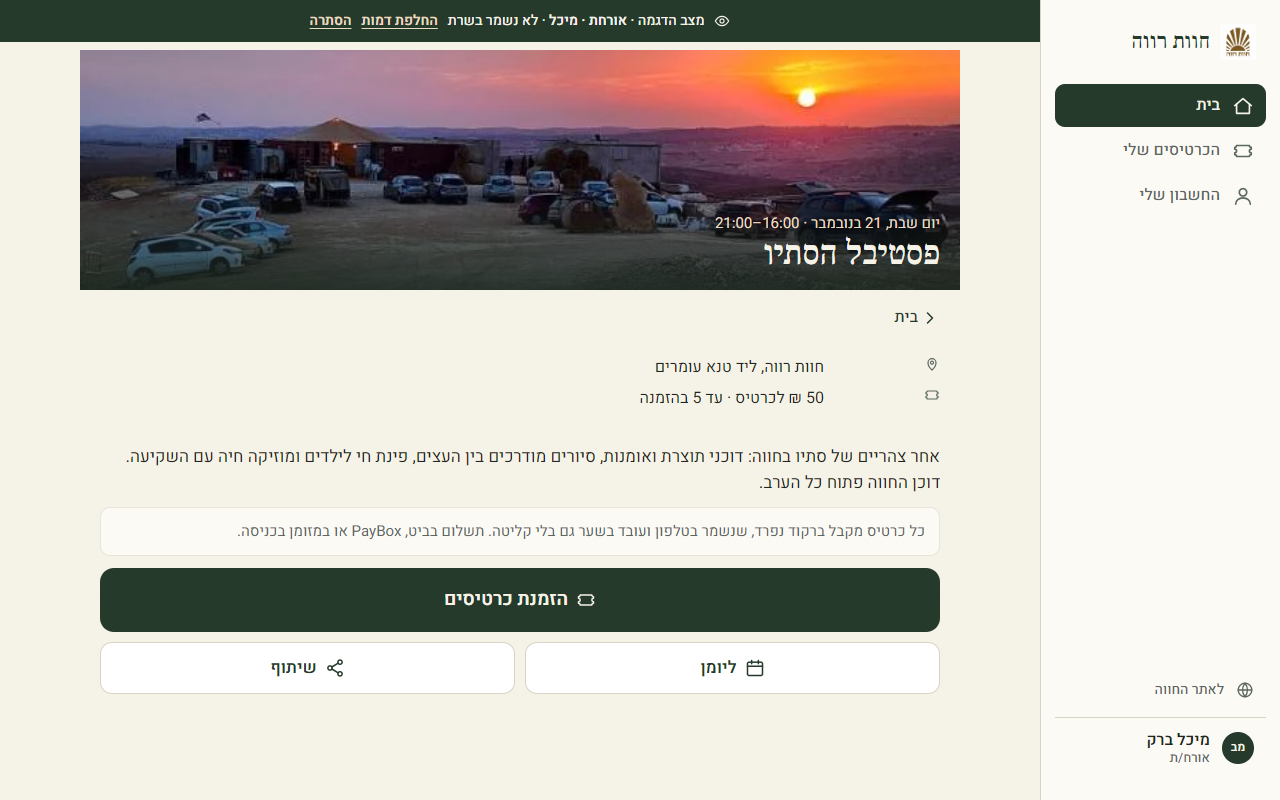 מצב הדגמה · אורחת · מיכל · לא נשמר בשרת החלפת דמות הסתרה
חוות רווה
בית
הכרטיסים שלי
החשבון שלי
לאתר החווה
מב
מיכל ברק
אורח/ת
יום שבת, 21 בנובמבר · 16:00–21:00
פסטיבל הסתיו
בית
חוות רווה, ליד טנא עומרים
50 ₪ לכרטיס · עד 5 בהזמנה
אחר צהריים של סתיו בחווה: דוכני תוצרת ואומנות, סיורים מודרכים בין העצים, פינת חי לילדים ומוזיקה חיה עם השקיעה.
דוכן החווה פתוח כל הערב.
כל כרטיס מקבל ברקוד נפרד, שנשמר בטלפון ועובד בשער גם בלי קליטה. תשלום בביט, PayBox או במזומן בכניסה.
הזמנת כרטיסים
ליומן
שיתוף